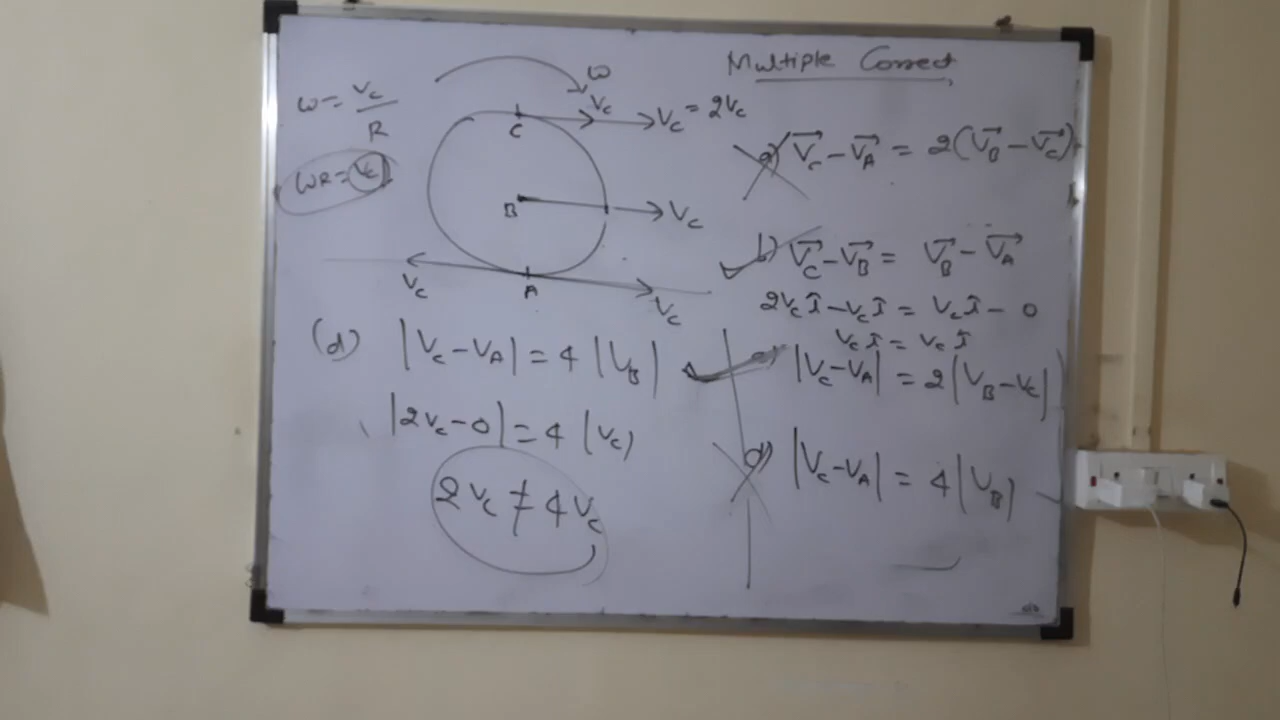 Multiple Correct
ω = Vc / R
ωR = Vc
ω
Vc
Vc = 2Vc
C
B
Vc
Vc
A
Vc
a) V⃗c - V⃗A = 2(V⃗B - V⃗c)
b) V⃗c - V⃗B = V⃗B - V⃗A
2Vc î - Vc î = Vc î - 0
Vc î = Vc î
|Vc - VA| = 2|VB - Vc|
d) |Vc - VA| = 4|VB|
(d) |Vc - VA| = 4|VB|
|2Vc - 0| = 4|Vc|
2Vc ≠ 4Vc